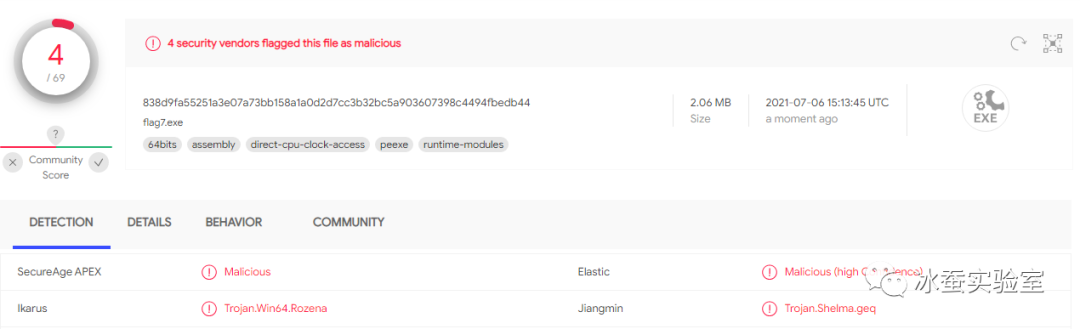 4
/ 69
?
Community
Score
4 security vendors flagged this file as malicious
838d9fa55251a3e07a73bb158a1a0d2d7cc3b32bc5a903607398c4494fbedb44
flag7.exe
64bits assembly direct-cpu-clock-access peexe runtime-modules
2.06 MB
Size
2021-07-06 15:13:45 UTC
a moment ago
EXE
DETECTION DETAILS BEHAVIOR COMMUNITY
SecureAge APEX Malicious Elastic Malicious (high
Ikarus Trojan.Win64.Rozena Jiangmin Trojan.Shelma.geq
冰蚕实验室